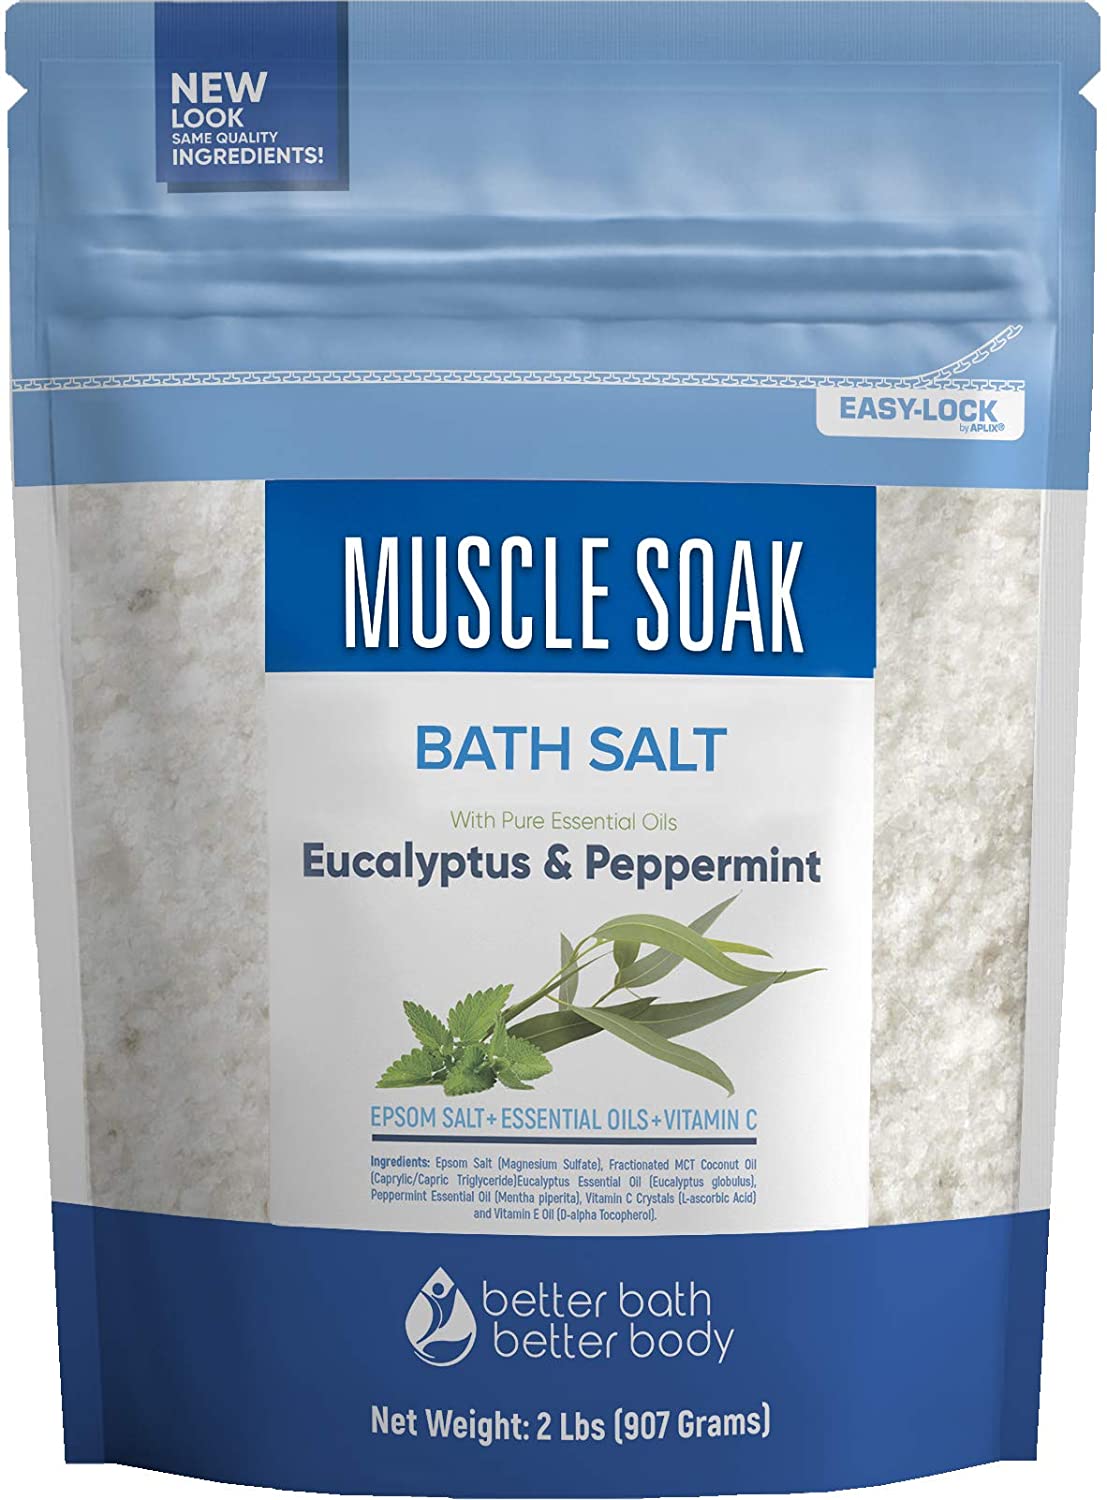 NEW
LOOK
SAME QUALITY
INGREDIENTS!
EASY-LOCK
by APLIX®
MUSCLE SOAK
BATH SALT
With Pure Essential Oils
Eucalyptus & Peppermint
EPSOM SALT+ESSENTIAL OILS+VITAMIN C
Ingredients: Epsom Salt (Magnesium Sulfate), Fractionated MCT Coconut Oil
(Caprylic/Capric Triglyceride)Eucalyptus Essential Oil (Eucalyptus globulus),
Peppermint Essential Oil (Mentha piperita), Vitamin C Crystals (L-ascorbic Acid)
and Vitamin E Oil (D-alpha Tocopherol).
better bath
better body
Net Weight: 2 Lbs (907 Grams)